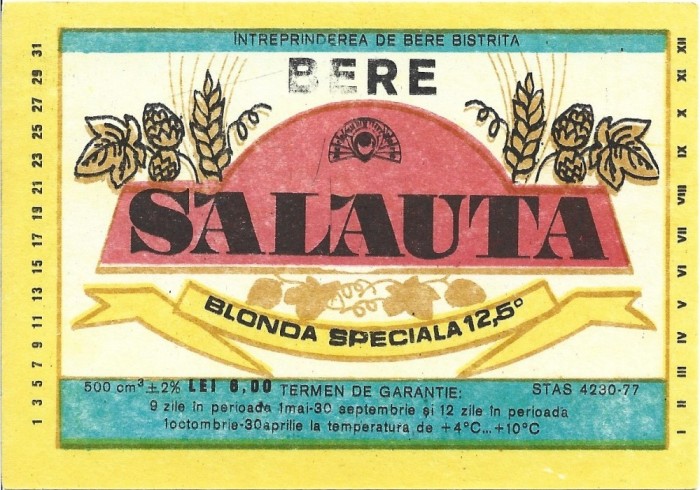 ÎNTREPRINDEREA DE BERE BISTRITA
BERE
SALAUTA
BLONDA SPECIALA 12,5°
500 cm³ ±2% LEI 6,00 TERMEN DE GARANTIE: STAS 4230-77
9 zile în perioada 1mai-30 septembrie şi 12 zile în perioada
1octombrie-30aprilie la temperatura de +4°C...+10°C
1 3 5 7 9 11 13 15 17 19 21 23 25 27 29 31
I II III IV V VI VII VIII IX X XI XII